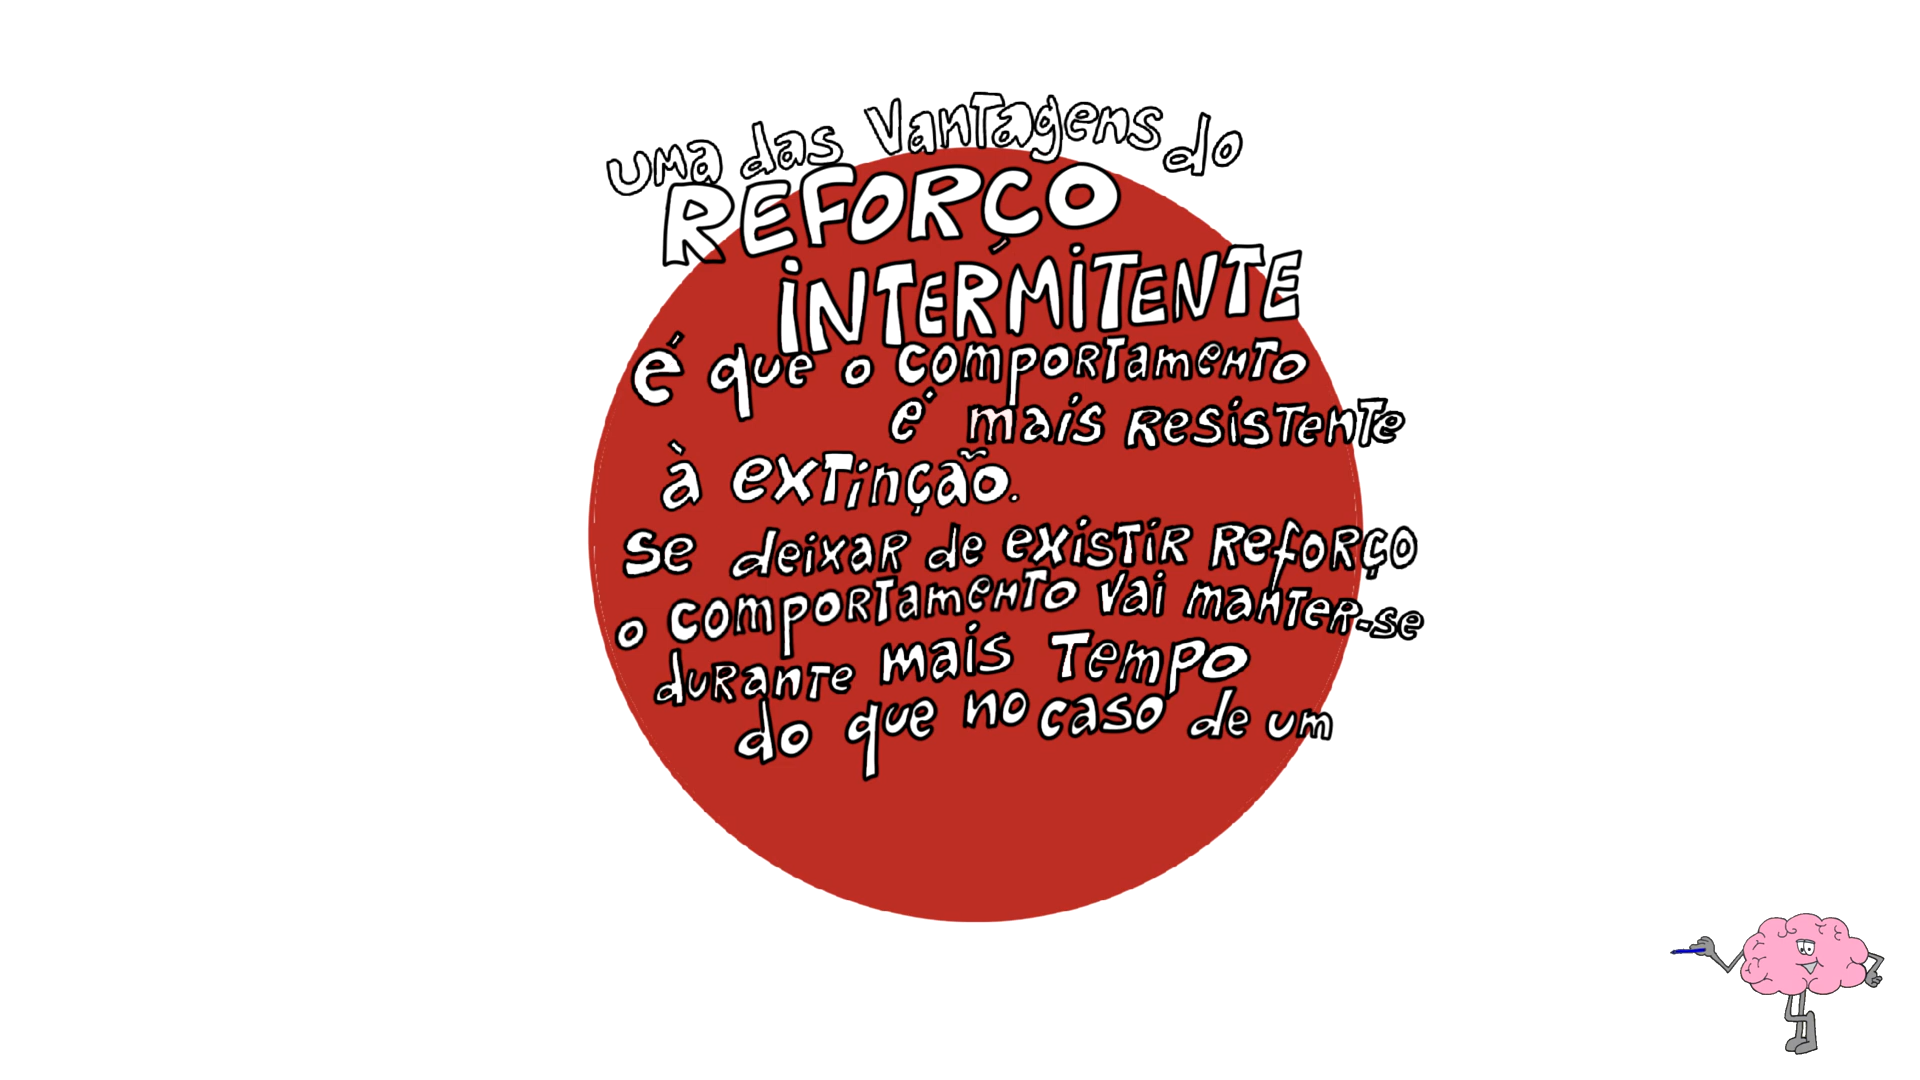 uma das vantagens do
REFORÇO
INTERMITENTE
é que o comportamento
é mais resistente
à extinção.
se deixar de existir reforço
o comportamento vai manter-se
durante mais tempo
do que no caso de um